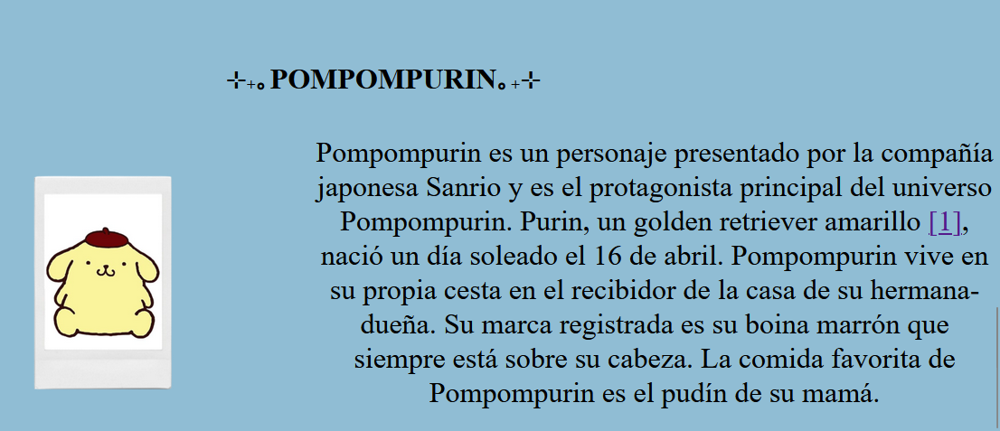 ⊹₊｡ POMPOMPURIN｡ ₊⊹
Pompompurin es un personaje presentado por la compañía
japonesa Sanrio y es el protagonista principal del universo
Pompompurin. Purin, un golden retriever amarillo [1],
nació un día soleado el 16 de abril. Pompompurin vive en
su propia cesta en el recibidor de la casa de su hermana-
dueña. Su marca registrada es su boina marrón que
siempre está sobre su cabeza. La comida favorita de
Pompompurin es el pudín de su mamá.